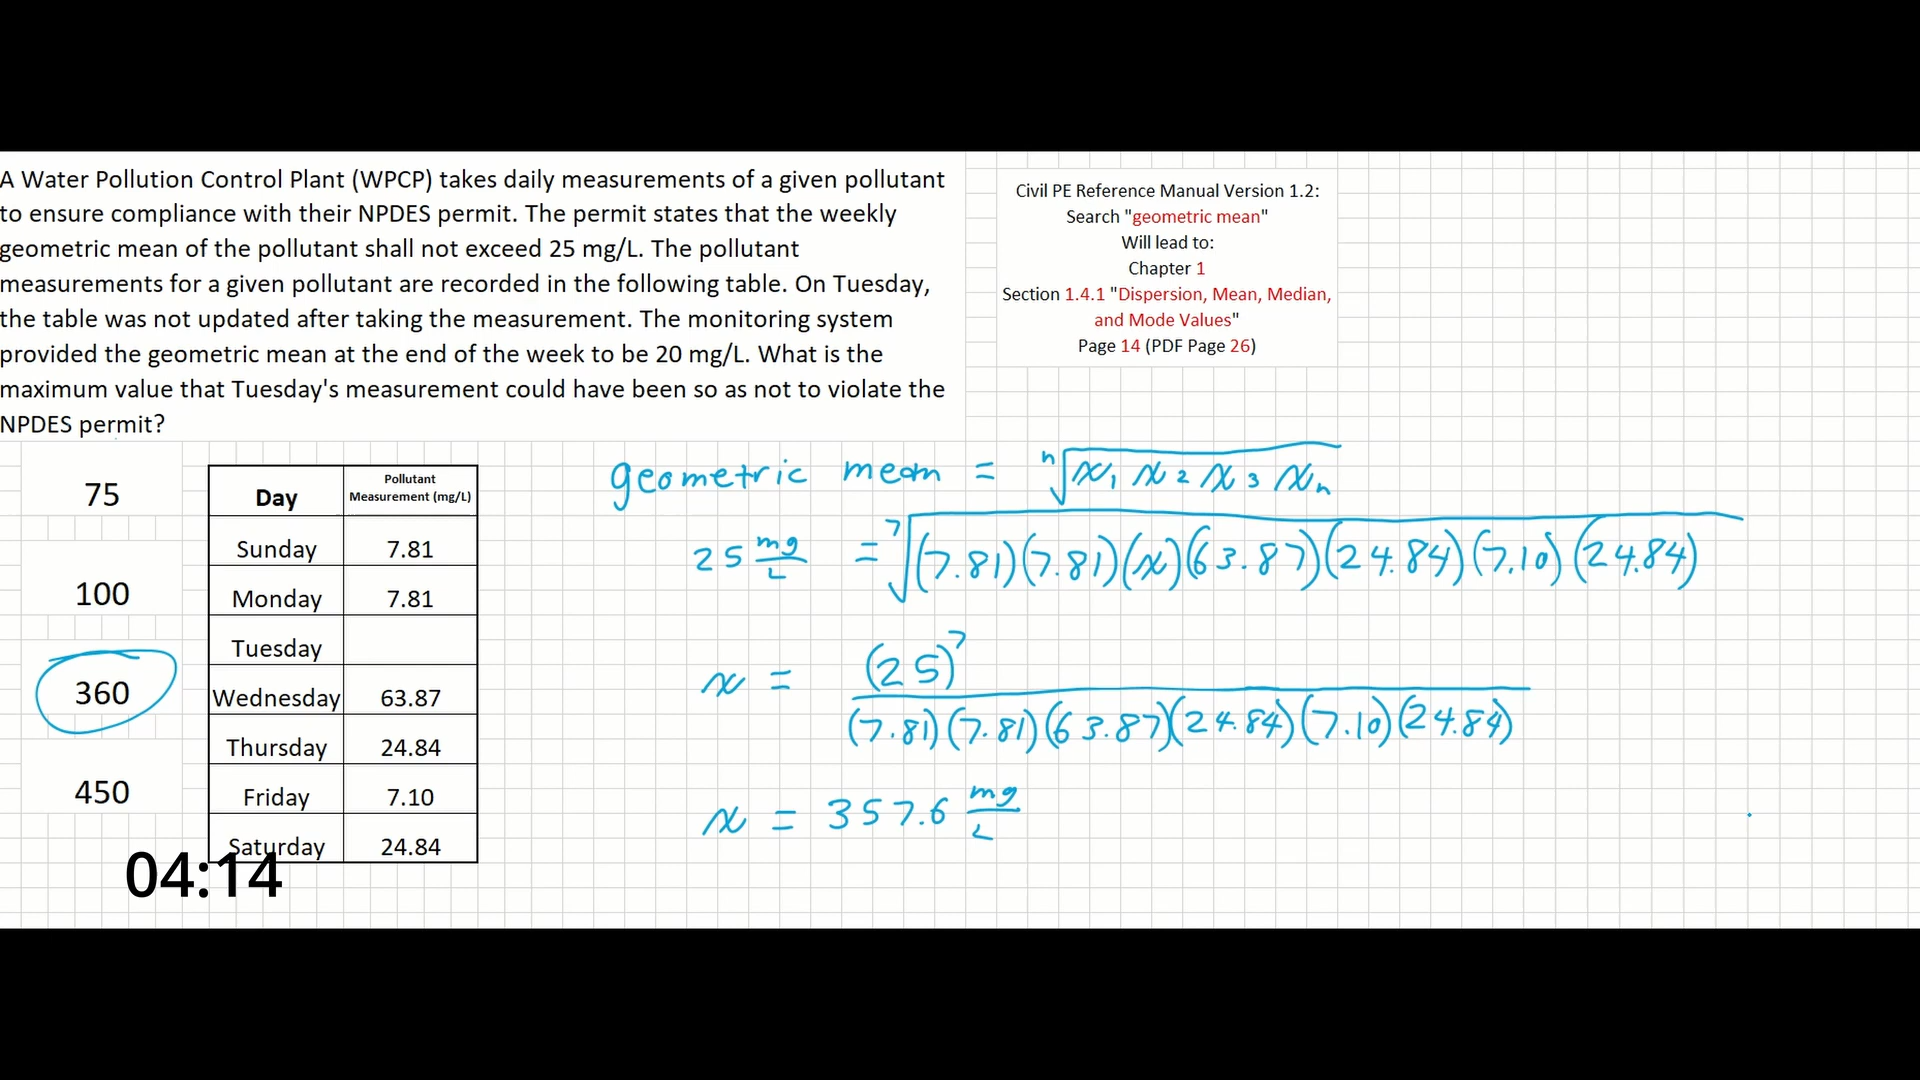 A Water Pollution Control Plant (WPCP) takes daily measurements of a given pollutant
to ensure compliance with their NPDES permit. The permit states that the weekly
geometric mean of the pollutant shall not exceed 25 mg/L. The pollutant
measurements for a given pollutant are recorded in the following table. On Tuesday,
the table was not updated after taking the measurement. The monitoring system
provided the geometric mean at the end of the week to be 20 mg/L. What is the
maximum value that Tuesday's measurement could have been so as not to violate the
NPDES permit?
Civil PE Reference Manual Version 1.2:
Search "geometric mean"
Will lead to:
Chapter 1
Section 1.4.1 "Dispersion, Mean, Median,
and Mode Values"
Page 14 (PDF Page 26)
75
100
360
450
Day Pollutant Measurement (mg/L)
Sunday 7.81
Monday 7.81
Tuesday
Wednesday 63.87
Thursday 24.84
Friday 7.10
Saturday 24.84
04:14
geometric mean = ⁿ√x₁ x₂ x₃ xₙ
25 mg/L = ⁷√(7.81)(7.81)(x)(63.87)(24.84)(7.10)(24.84)
x = (25)⁷
(7.81)(7.81)(63.87)(24.84)(7.10)(24.84)
x = 357.6 mg/L